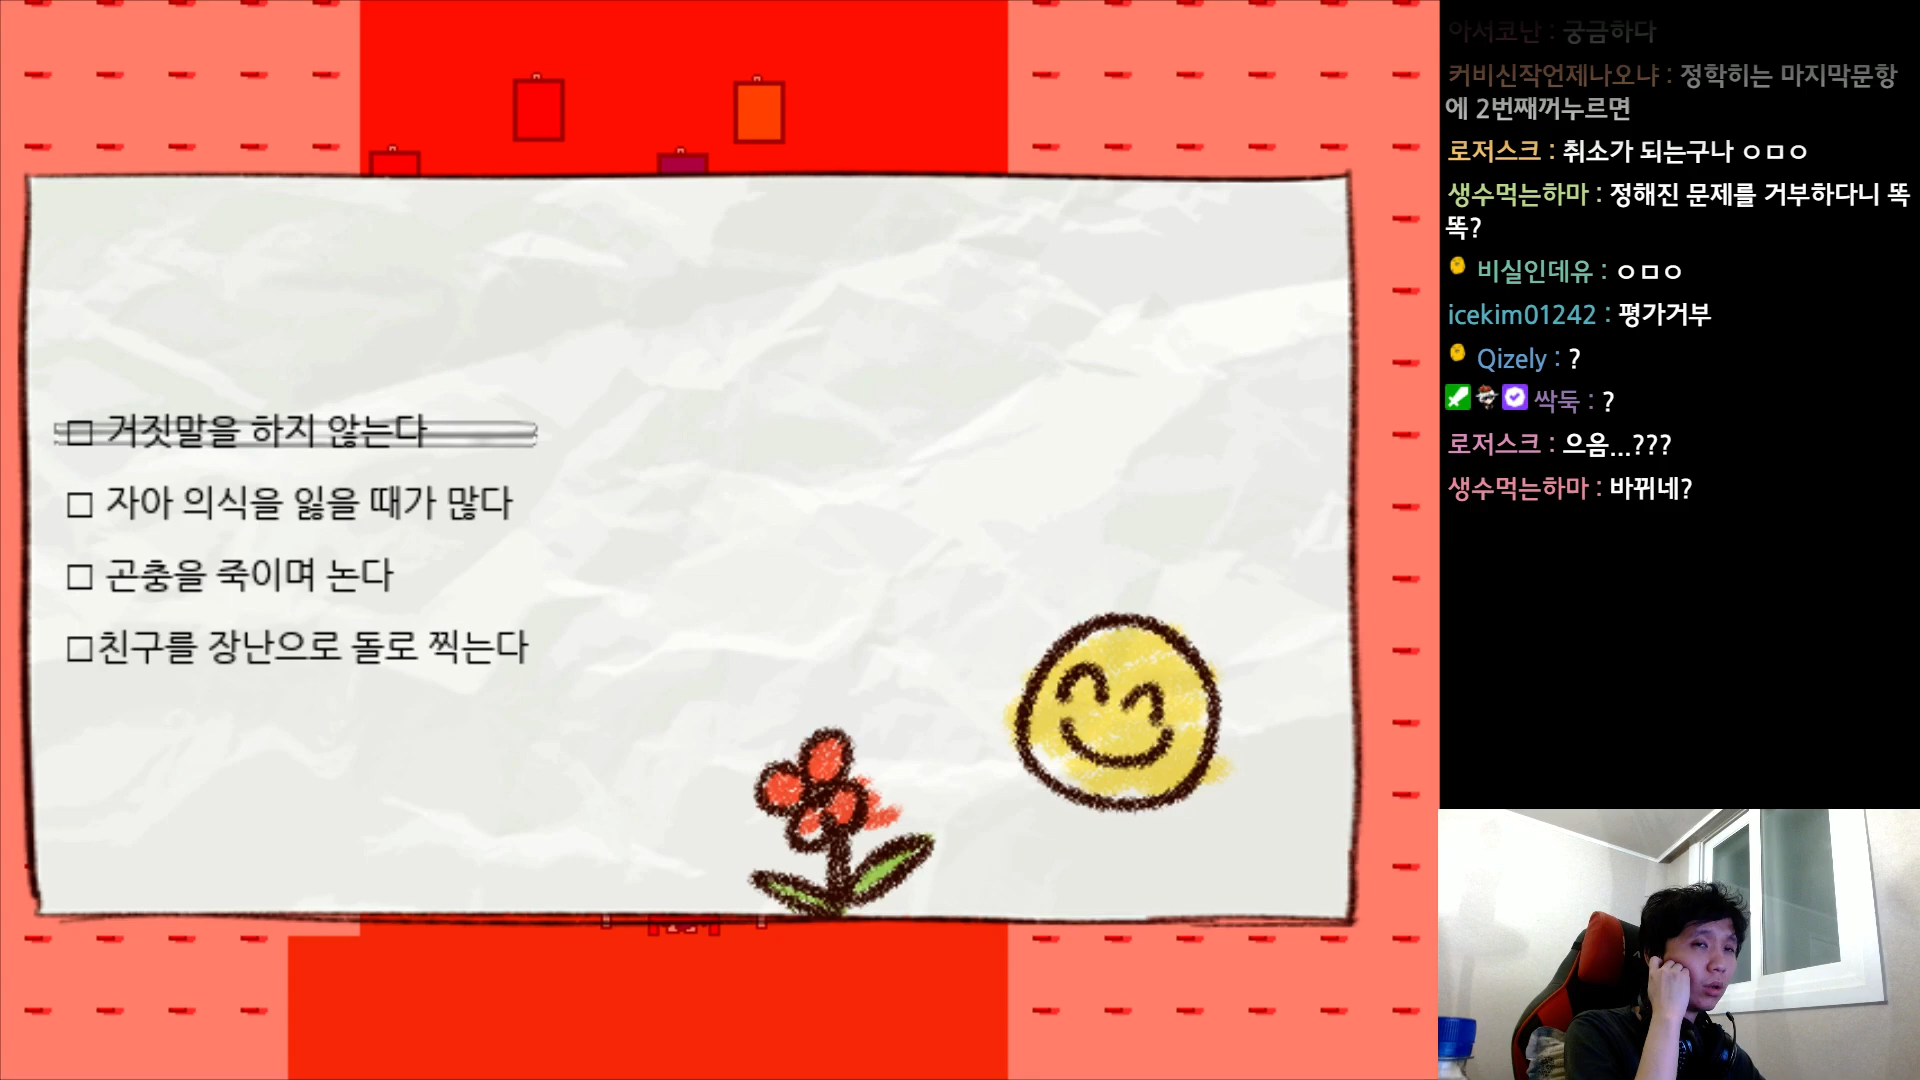 □ 거짓말을 하지 않는다
□ 자아 의식을 잃을 때가 많다
□ 곤충을 죽이며 논다
□친구를 장난으로 돌로 찍는다
아서코난 : 궁금하다
커비신작언제나오냐 : 정학히는 마지막문항
에 2번째꺼누르면
로저스크 : 취소가 되는구나 ㅇㅁㅇ
생수먹는하마 : 정해진 문제를 거부하다니 똑
똑?
비실인데유 : ㅇㅁㅇ
icekim01242 : 평가거부
Qizely : ?
싹둑 : ?
로저스크 : 으음...???
생수먹는하마 : 바뀌네?